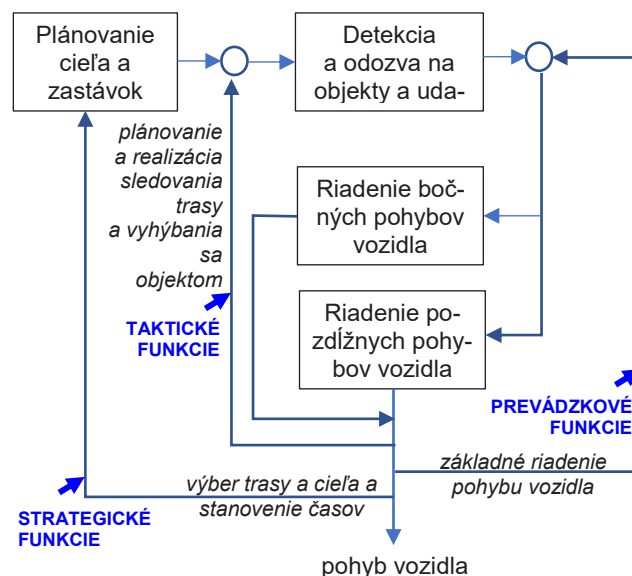 Plánovanie
cieľa a
zastávok
Detekcia
a odozva na
objekty a uda-
plánovanie
a realizácia
sledovania
trasy
a vyhýbania
sa
objektom
Riadenie boč-
ných pohybov
vozidla
Riadenie po-
zdĺžnych pohy-
bov vozidla
TAKTICKÉ
FUNKCIE
PREVÁDZKOVÉ
FUNKCIE
základné riadenie
pohybu vozidla
výber trasy a cieľa a
stanovenie časov
STRATEGICKÉ
FUNKCIE
pohyb vozidla